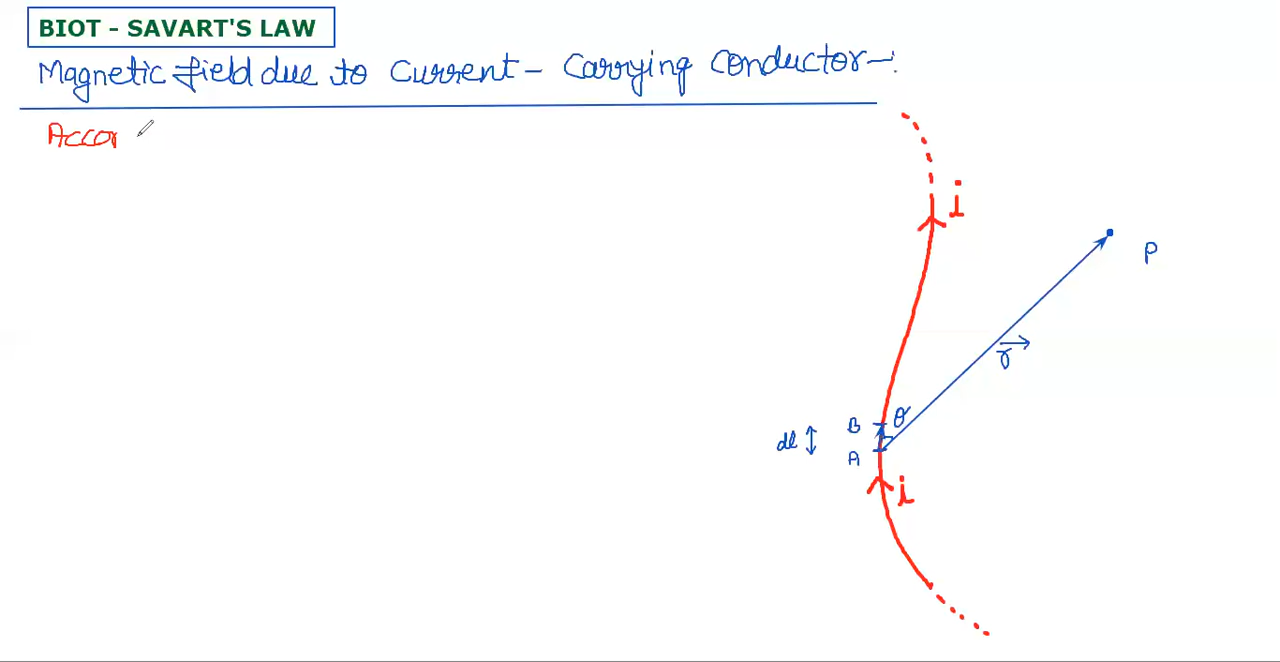 BIOT - SAVART'S LAW
Magnetic field due to Current - Carrying Conductor -:
Accor
i
P
r
B
θ
dl
A
i